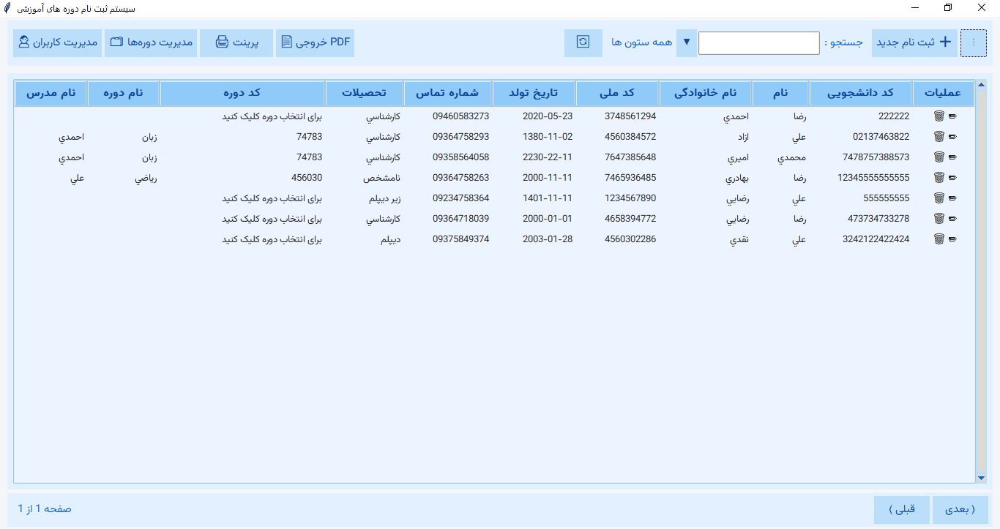 سیستم ثبت نام دوره های آموزشی
⋮ + ثبت نام جدید جستجو : ▼ همه ستون ها خروجی PDF پرینت مدیریت دوره‌ها مدیریت کاربران
عملیات کد دانشجویی نام نام خانوادگی کد ملی تاریخ تولد شماره تماس تحصیلات کد دوره نام دوره نام مدرس
222222 رضا احمدي 3748561294 2020-05-23 09460583273 كارشناسي برای انتخاب دوره کلیک کنید
02137463822 علي ازاد 4560384572 1380-11-02 09364758293 كارشناسي 74783 زبان احمدي
7478757388573 محمدي اميري 7647385648 2230-22-11 09358564058 كارشناسي 74783 زبان احمدي
12345555555555 رضا بهادري 7465936485 2000-11-11 09364758263 نامشخص 456030 رياضي علي
555555555 علي رضايي 1234567890 1401-11-11 09234758364 زير ديپلم برای انتخاب دوره کلیک کنید
473734733278 رضا رضايي 4658394772 2000-01-01 09364718039 كارشناسي برای انتخاب دوره کلیک کنید
3242122422424 علي نقدي 4560302286 2003-01-28 09375849374 ديپلم برای انتخاب دوره کلیک کنید
⟨ بعدی قبلی ⟩ صفحه 1 از 1